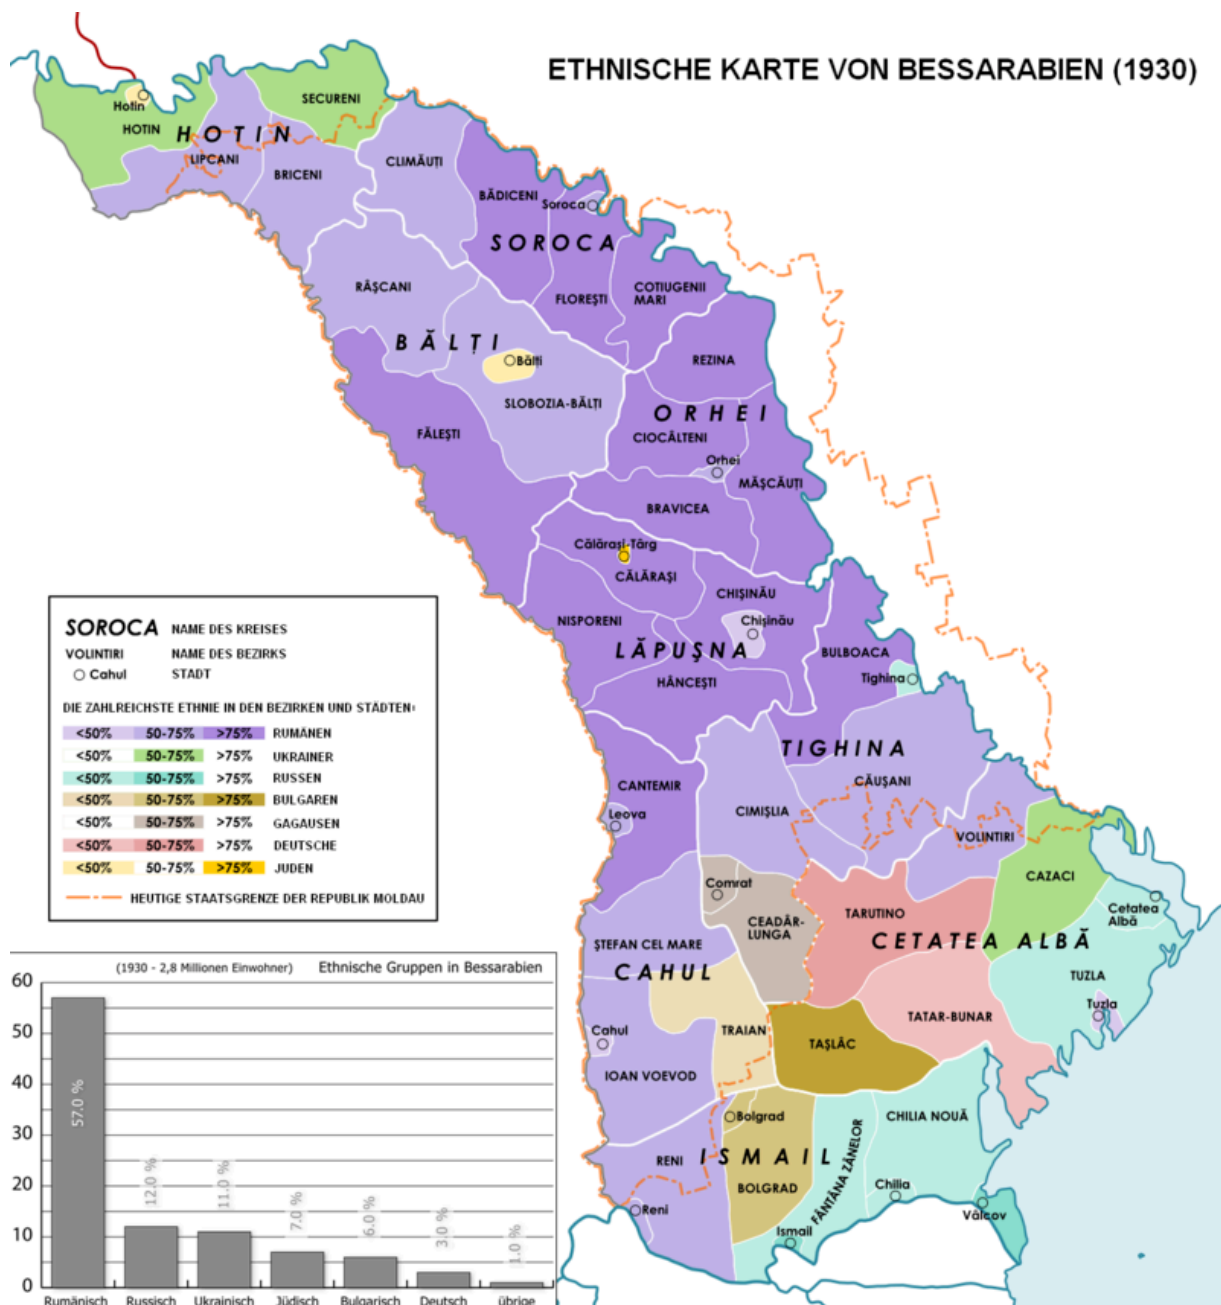 ETHNISCHE KARTE VON BESSARABIEN (1930)
Hotin
HOTIN
HOTIN
SECURENI
LIPCANI
BRICENI
CLIMĂUȚI
BĂDICENI
Soroca
SOROCA
RÂȘCANI
FLOREȘTI
COTIUGENII
MARI
BĂLȚI
Bălți
REZINA
SLOBOZIA-BĂLȚI
ORHEI
FĂLEȘTI
CIOCÂLTENI
Orhei
MĂȘCĂUȚI
BRAVICEA
Călărași-Târg
CĂLĂRAȘI
CHIȘINĂU
NISPORENI
Chișinău
LĂPUȘNA
BULBOACA
Tighina
HÂNCEȘTI
TIGHINA
CANTEMIR
CĂUȘANI
Leova
CIMIȘLIA
VOLINTIRI
CAZACI
Comrat
CEADÂR-
LUNGA
TARUTINO
Cetatea
Albă
CETATEA ALBĂ
ȘTEFAN CEL MARE
CAHUL
TUZLA
Tuzla
TATAR-BUNAR
Cahul
TRAIAN
TAȘLÂC
IOAN VOEVOD
Bolgrad
CHILIA NOUĂ
RENI
ISMAIL
BOLGRAD
FÂNTÂNA ZÂNELOR
Chilia
Reni
Ismail
Vâlcov
SOROCA NAME DES KREISES
VOLINTIRI NAME DES BEZIRKS
Cahul STADT
DIE ZAHLREICHSTE ETHNIE IN DEN BEZIRKEN UND STÄDTEN:
<50% 50-75% >75% RUMÄNEN
<50% 50-75% >75% UKRAINER
<50% 50-75% >75% RUSSEN
<50% 50-75% >75% BULGAREN
<50% 50-75% >75% GAGAUSEN
<50% 50-75% >75% DEUTSCHE
<50% 50-75% >75% JUDEN
HEUTIGE STAATSGRENZE DER REPUBLIK MOLDAU
(1930 - 2,8 Millionen Einwohner) Ethnische Gruppen in Bessarabien
60
50
40
30
20
10
0
57.0 %
12.0 %
11.0 %
7.0 %
6.0 %
3.0 %
1.0 %
Rumänisch Russisch Ukrainisch Jüdisch Bulgarisch Deutsch übrige